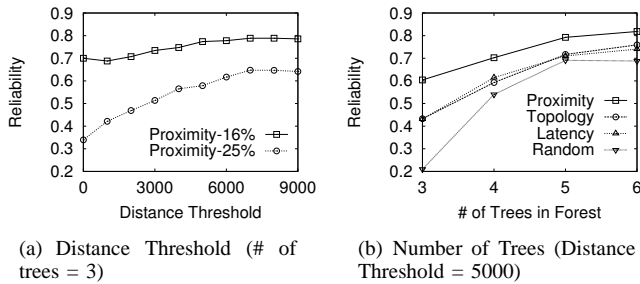 0.9
0.8
0.7
0.6
0.5
0.4
0.3
0.2
Reliability
0 3000 6000 9000
Distance Threshold
Proximity-16%
Proximity-25%
(a) Distance Threshold (# of
trees = 3)
0.9
0.8
0.7
0.6
0.5
0.4
0.3
0.2
Reliability
3 4 5 6
# of Trees in Forest
Proximity
Topology
Latency
Random
(b) Number of Trees (Distance
Threshold = 5000)